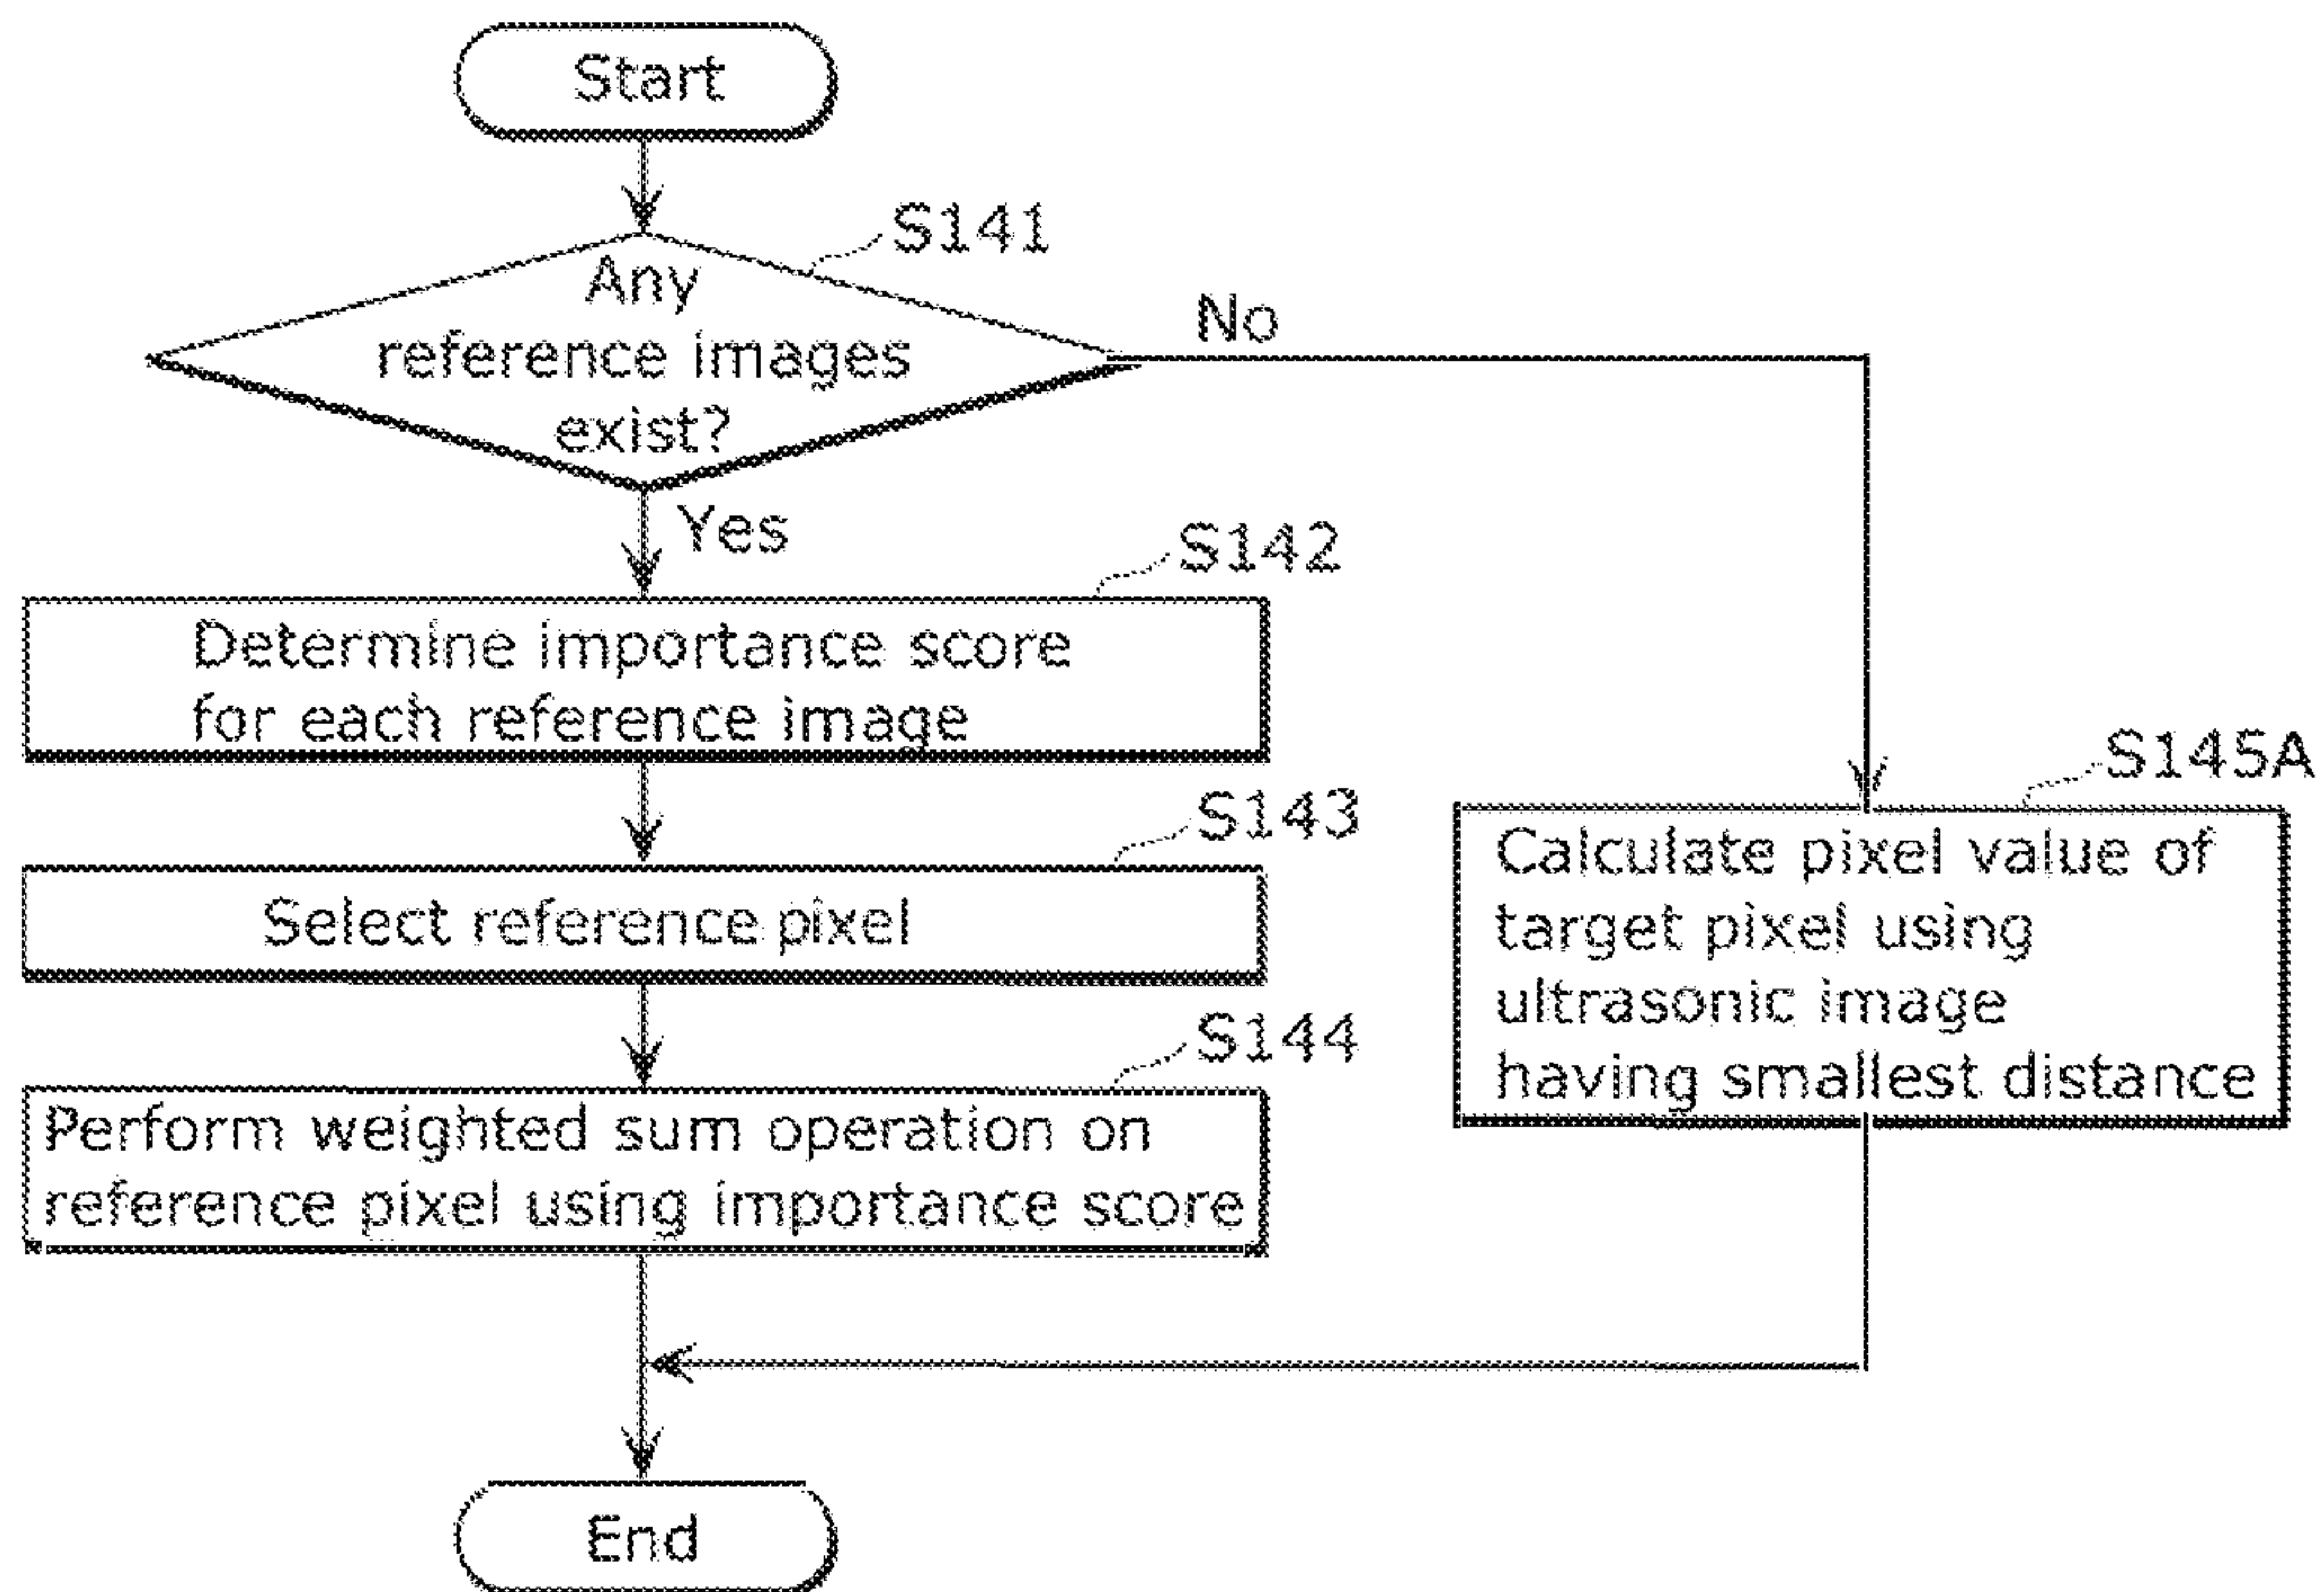 Start
S141
Any
reference images
exist?
No
Yes
S142
Determine importance score
for each reference image
S143
Select reference pixel
S144
Perform weighted sum operation on
reference pixel using importance score
S145A
Calculate pixel value of
target pixel using
ultrasonic image
having smallest distance
End